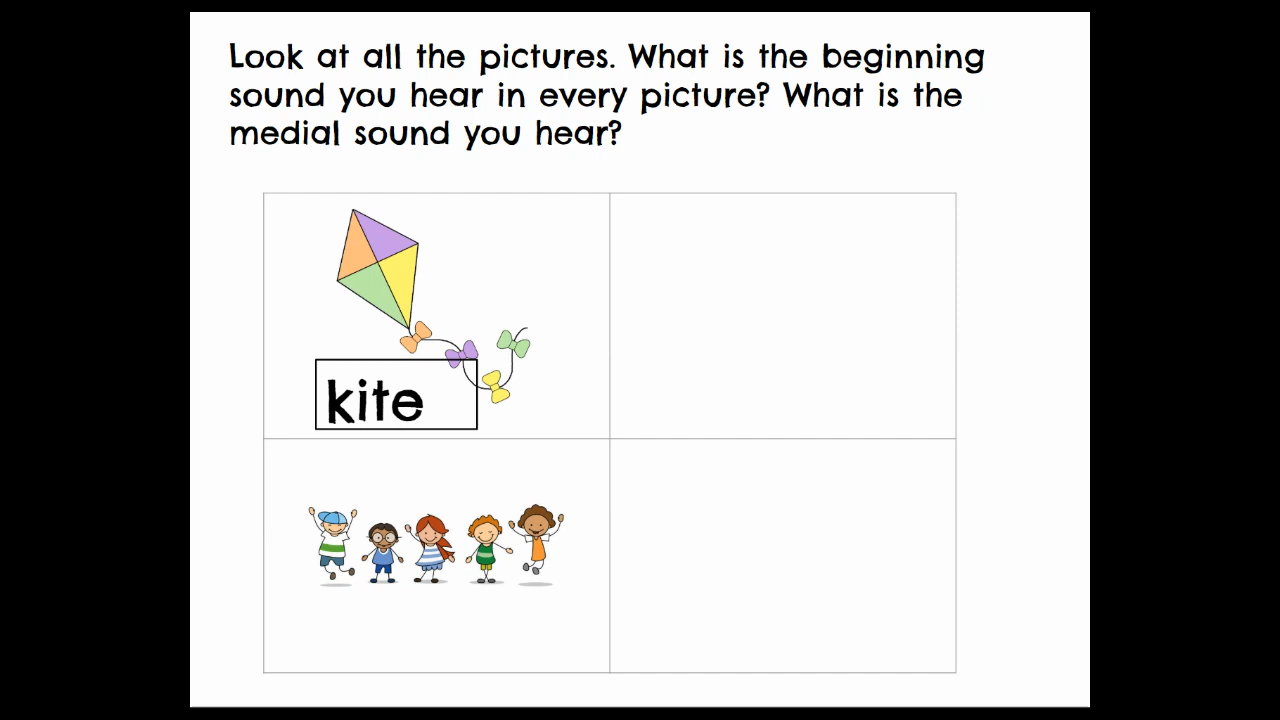 Look at all the pictures. What is the beginning
sound you hear in every picture? What is the
medial sound you hear?
kite